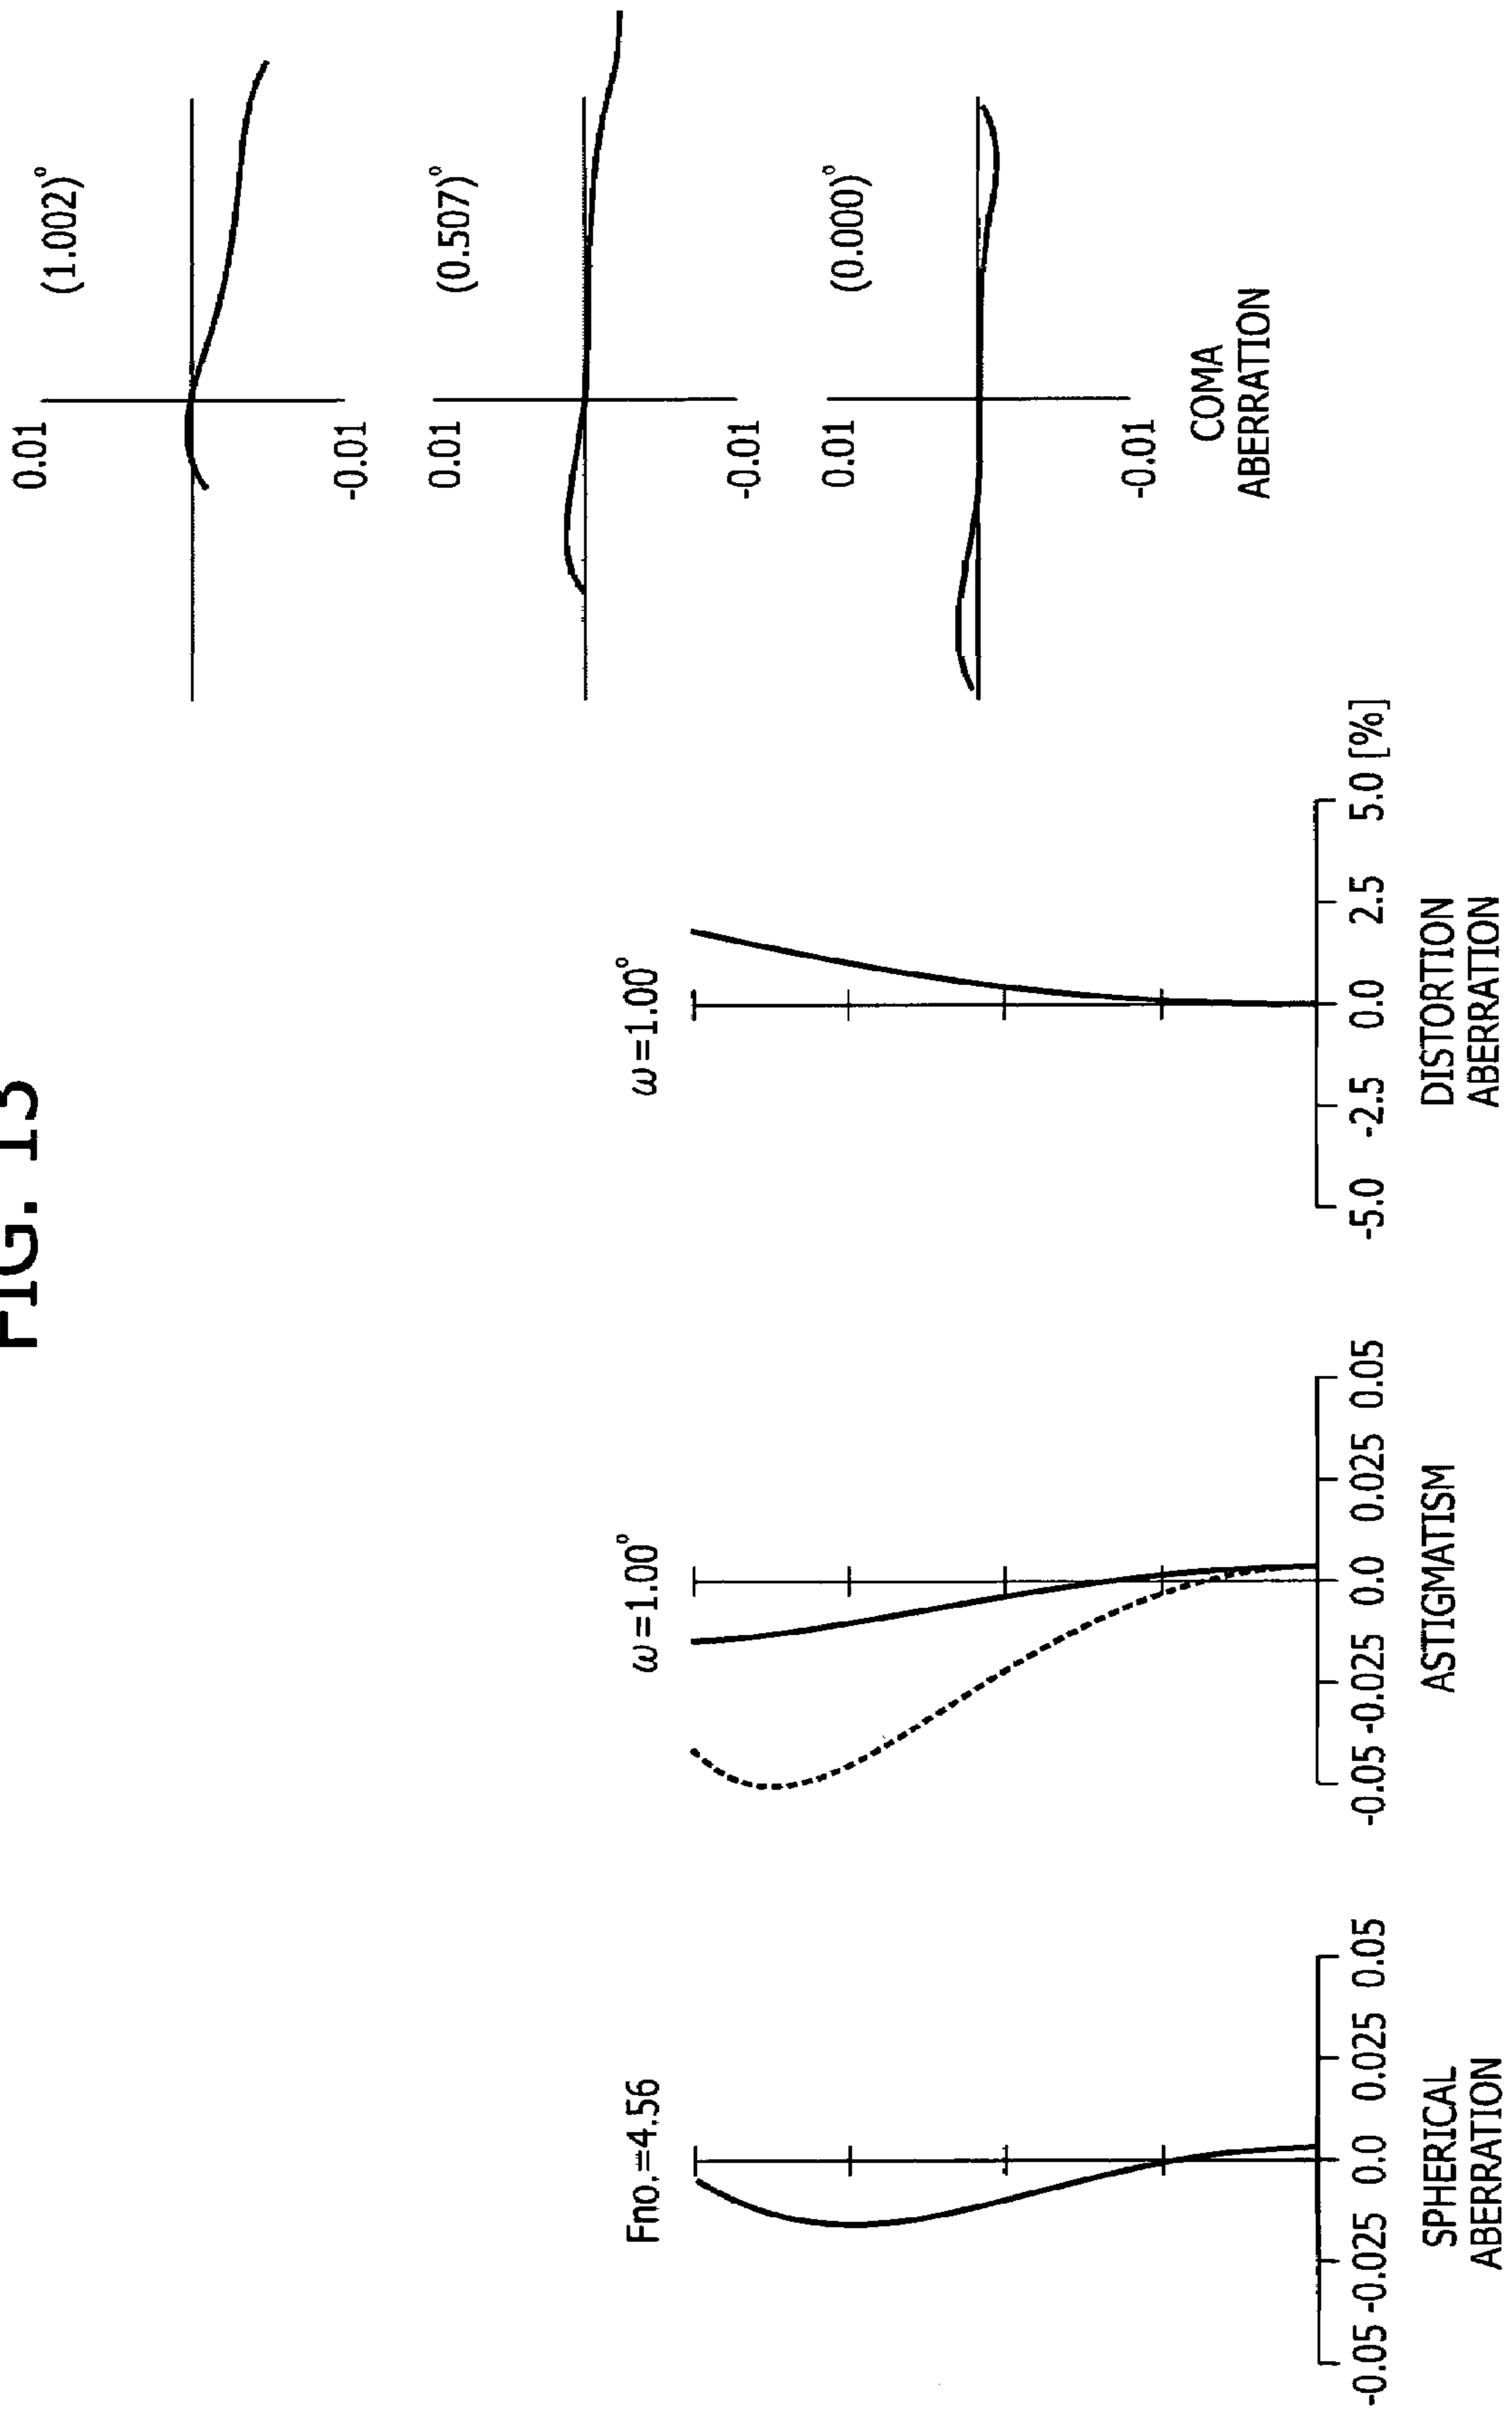 FIG.
Fno.=4.56
-0.05 -0.025 0.0 0.025 0.05
SPHERICAL
ABERRATION
ω=1.00°
-0.05 -0.025 0.0 0.025 0.05
ASTIGMATISM
ω=1.00°
-5.0 -2.5 0.0 2.5 5.0 [%]
DISTORTION
ABERRATION
0.01
(1.002)°
-0.01
0.01
(0.507)°
-0.01
0.01
(0.000)°
-0.01
COMA
ABERRATION